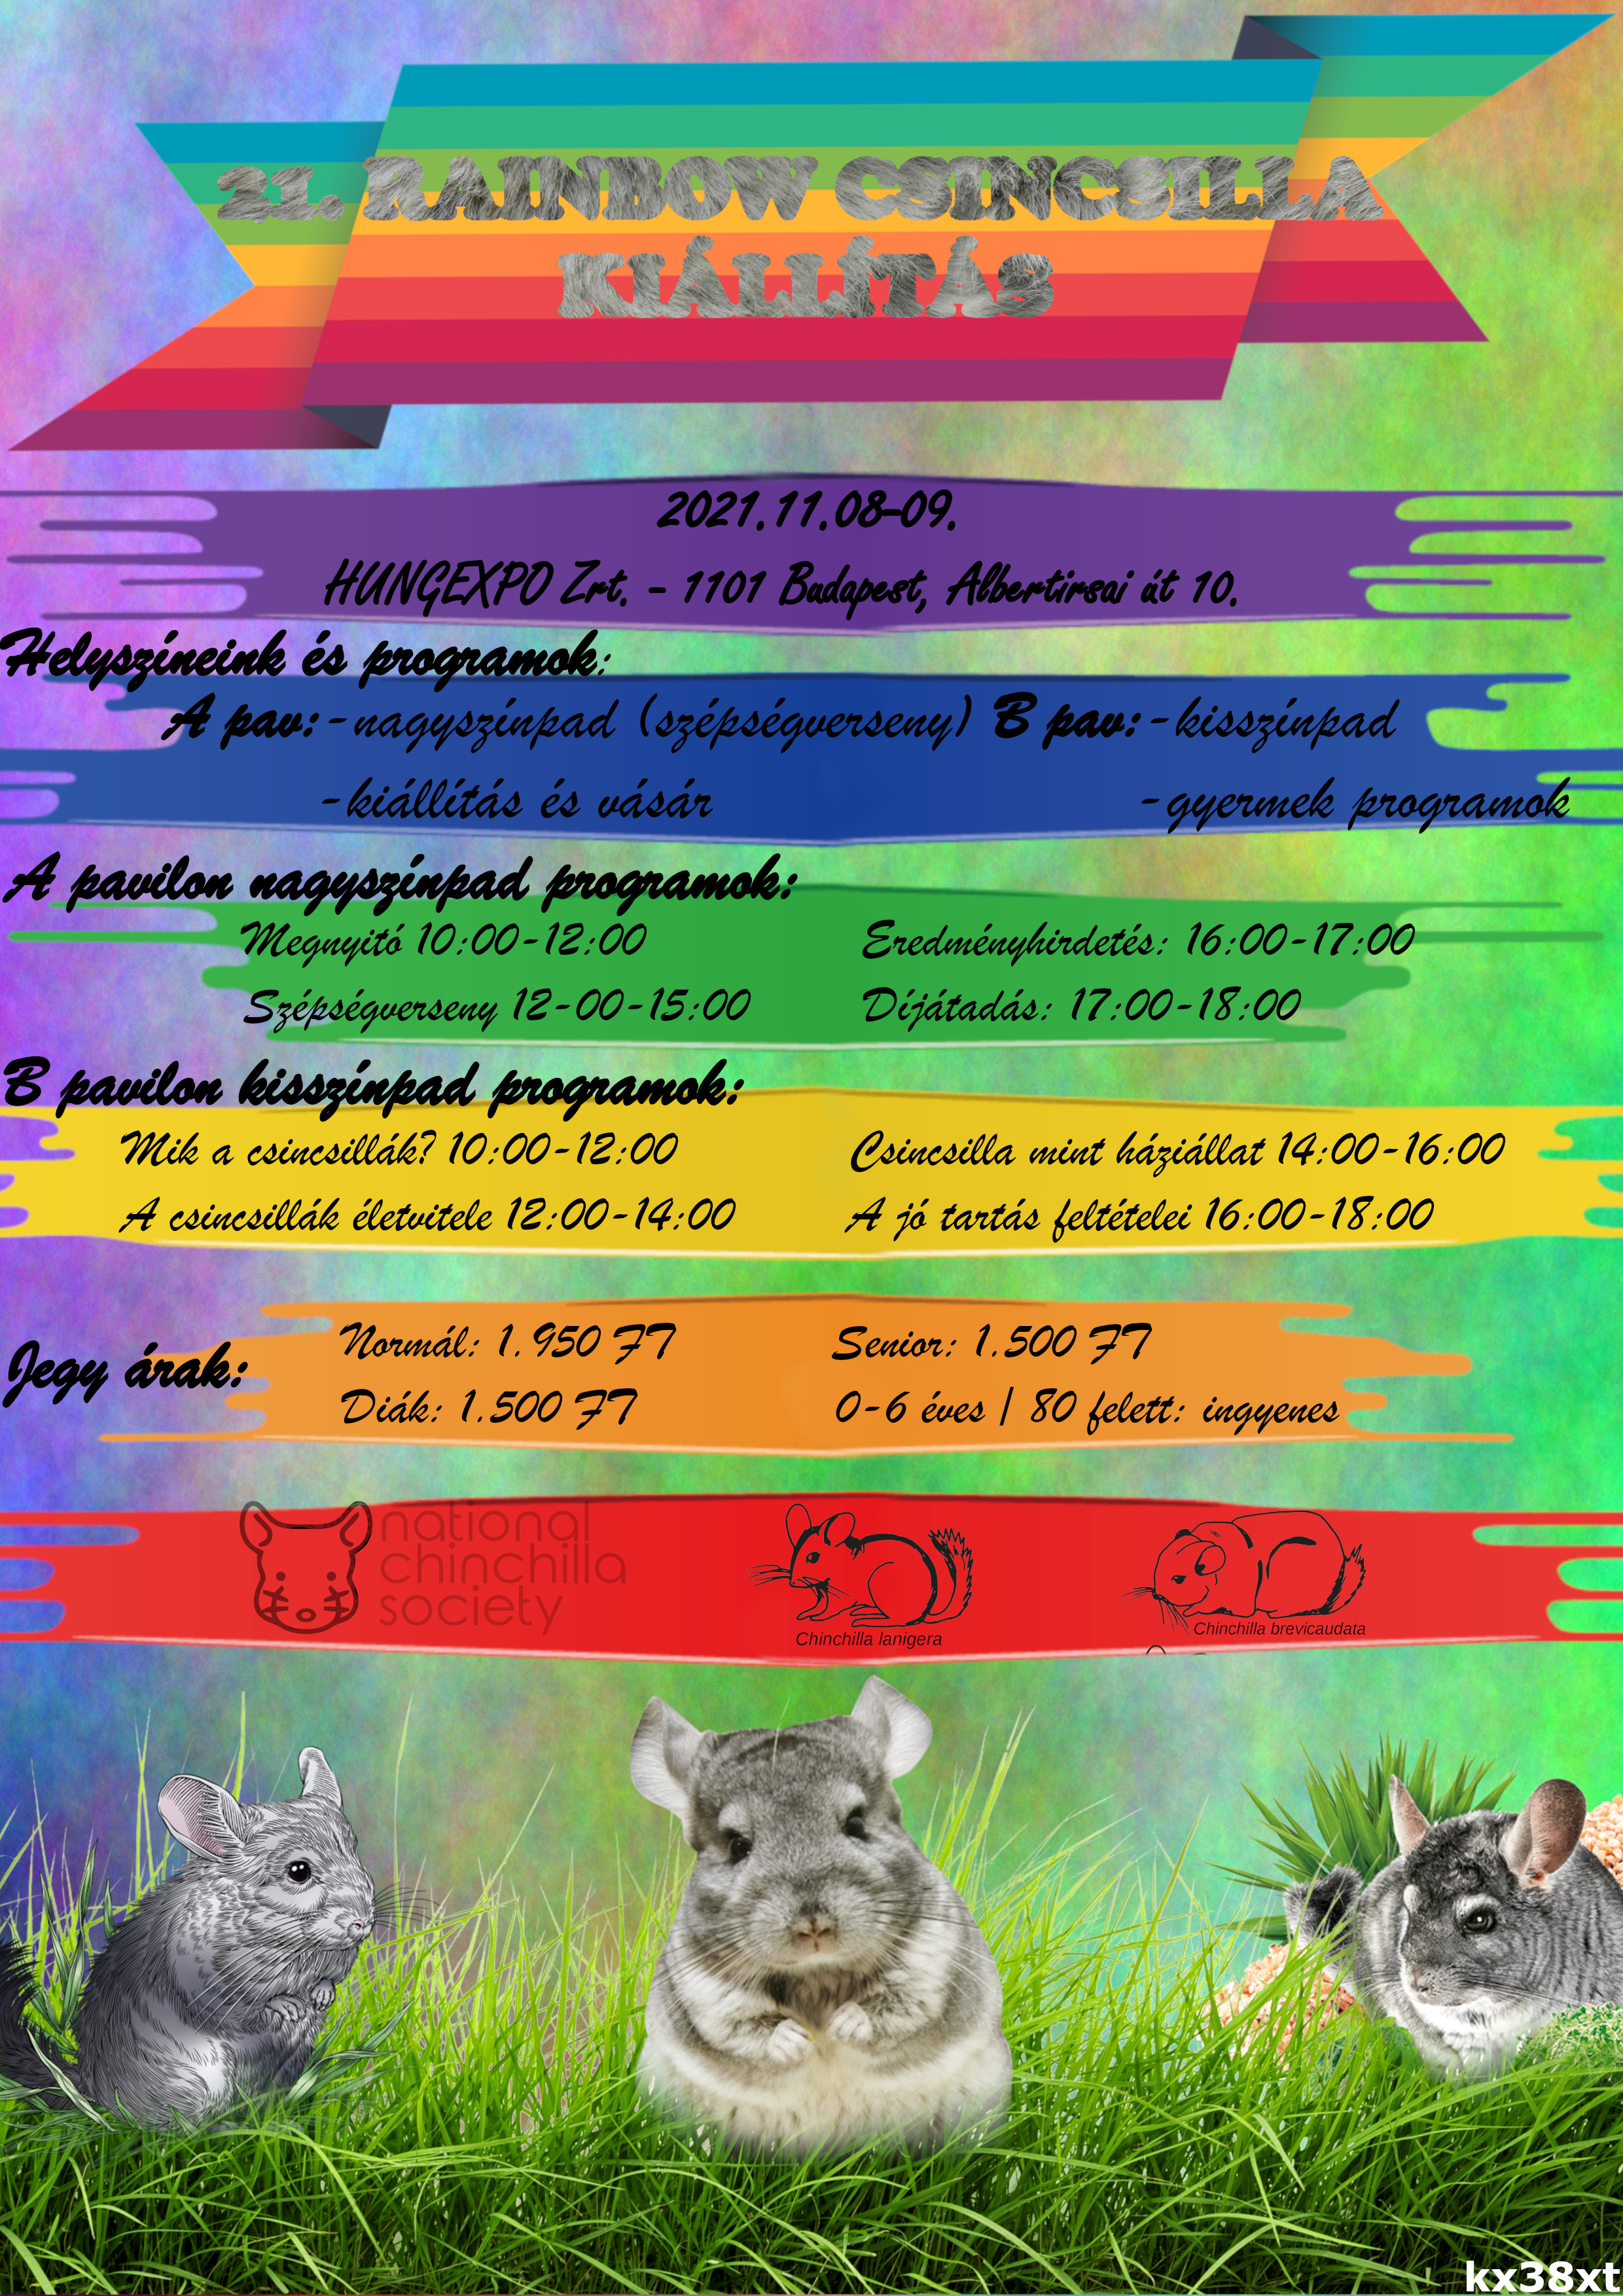 21. RAINBOW CSINCSILLA
KIÁLLÍTÁS
2021.11.08-09.
HUNGEXPO Zrt. - 1101 Budapest, Albertirsai út 10.
Helyszíneink és programok:
A pav: -nagyszínpad (szépségverseny) B pav: -kisszínpad
-kiállítás és vásár -gyermek programok
A pavilon nagyszínpad programok:
Megnyitó 10:00-12:00 Eredményhirdetés: 16:00-17:00
Szépségverseny 12-00-15:00 Díjátadás: 17:00-18:00
B pavilon kisszínpad programok:
Mik a csincsillák? 10:00-12:00 Csincsilla mint háziállat 14:00-16:00
A csincsillák életvitele 12:00-14:00 A jó tartás feltételei 16:00-18:00
Jegy árak:
Normál: 1.950 FT Senior: 1.500 FT
Diák: 1.500 FT 0-6 éves / 80 felett: ingyenes
national
chinchilla
society
Chinchilla lanigera
Chinchilla brevicaudata
kx38xt